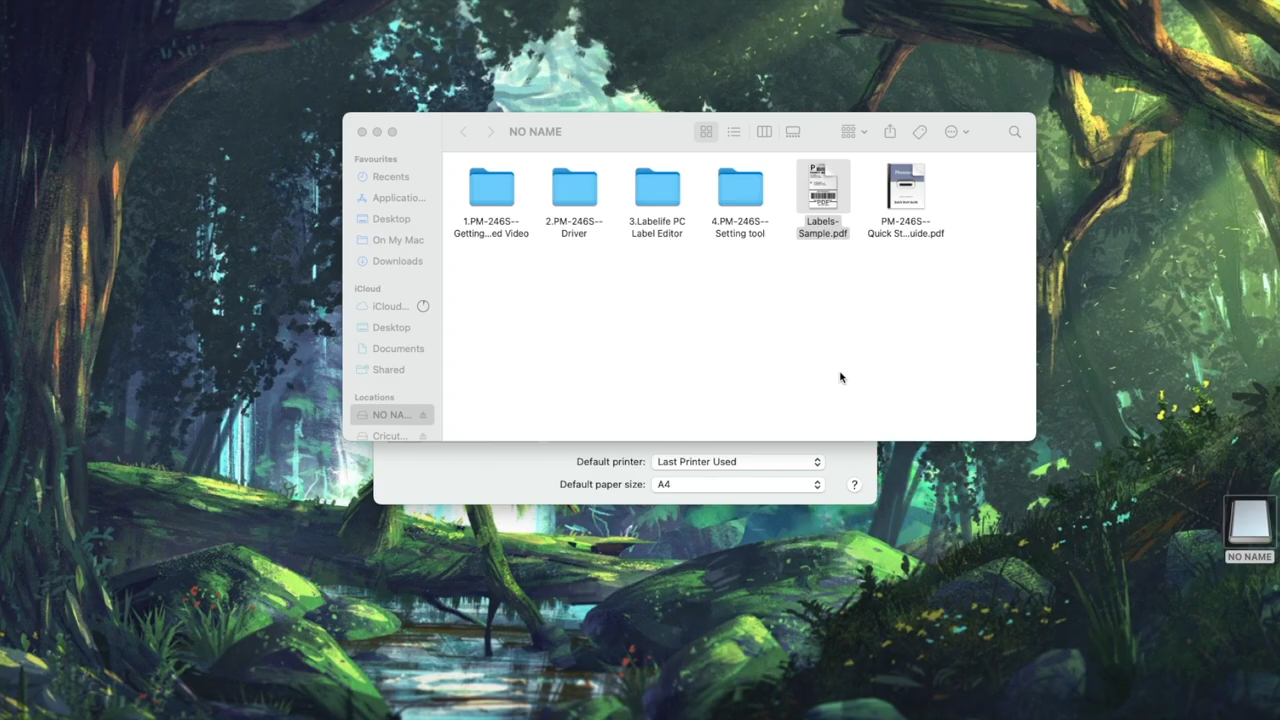 NO NAME
Favourites
Recents
Applicatio...
Desktop
On My Mac
Downloads
iCloud
iCloud...
Desktop
Documents
Shared
Locations
NO NA...
Cricut...
1.PM-246S--
Getting...ed Video
2.PM-246S--
Driver
3.Labelife PC
Label Editor
4.PM-246S--
Setting tool
Labels-
Sample.pdf
PM-246S--
Quick St...uide.pdf
Default printer:
Last Printer Used
Default paper size:
A4
?
NO NAME